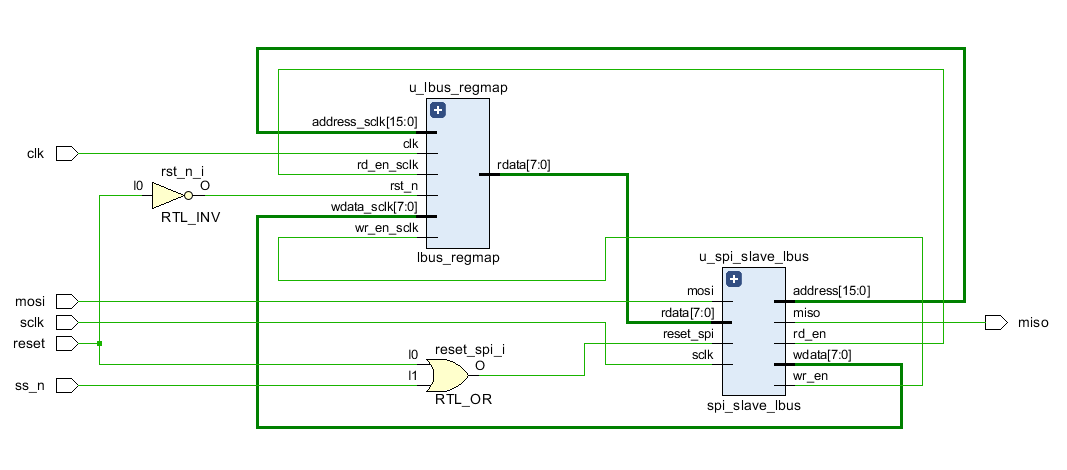 u_lbus_regmap
address_sclk[15:0]
clk
rd_en_sclk
rst_n
wdata_sclk[7:0]
wr_en_sclk
rdata[7:0]
lbus_regmap
clk
rst_n_i
I0
O
RTL_INV
mosi
sclk
reset
ss_n
reset_spi_i
I0
I1
O
RTL_OR
u_spi_slave_lbus
mosi
rdata[7:0]
reset_spi
sclk
address[15:0]
miso
rd_en
wdata[7:0]
wr_en
spi_slave_lbus
miso